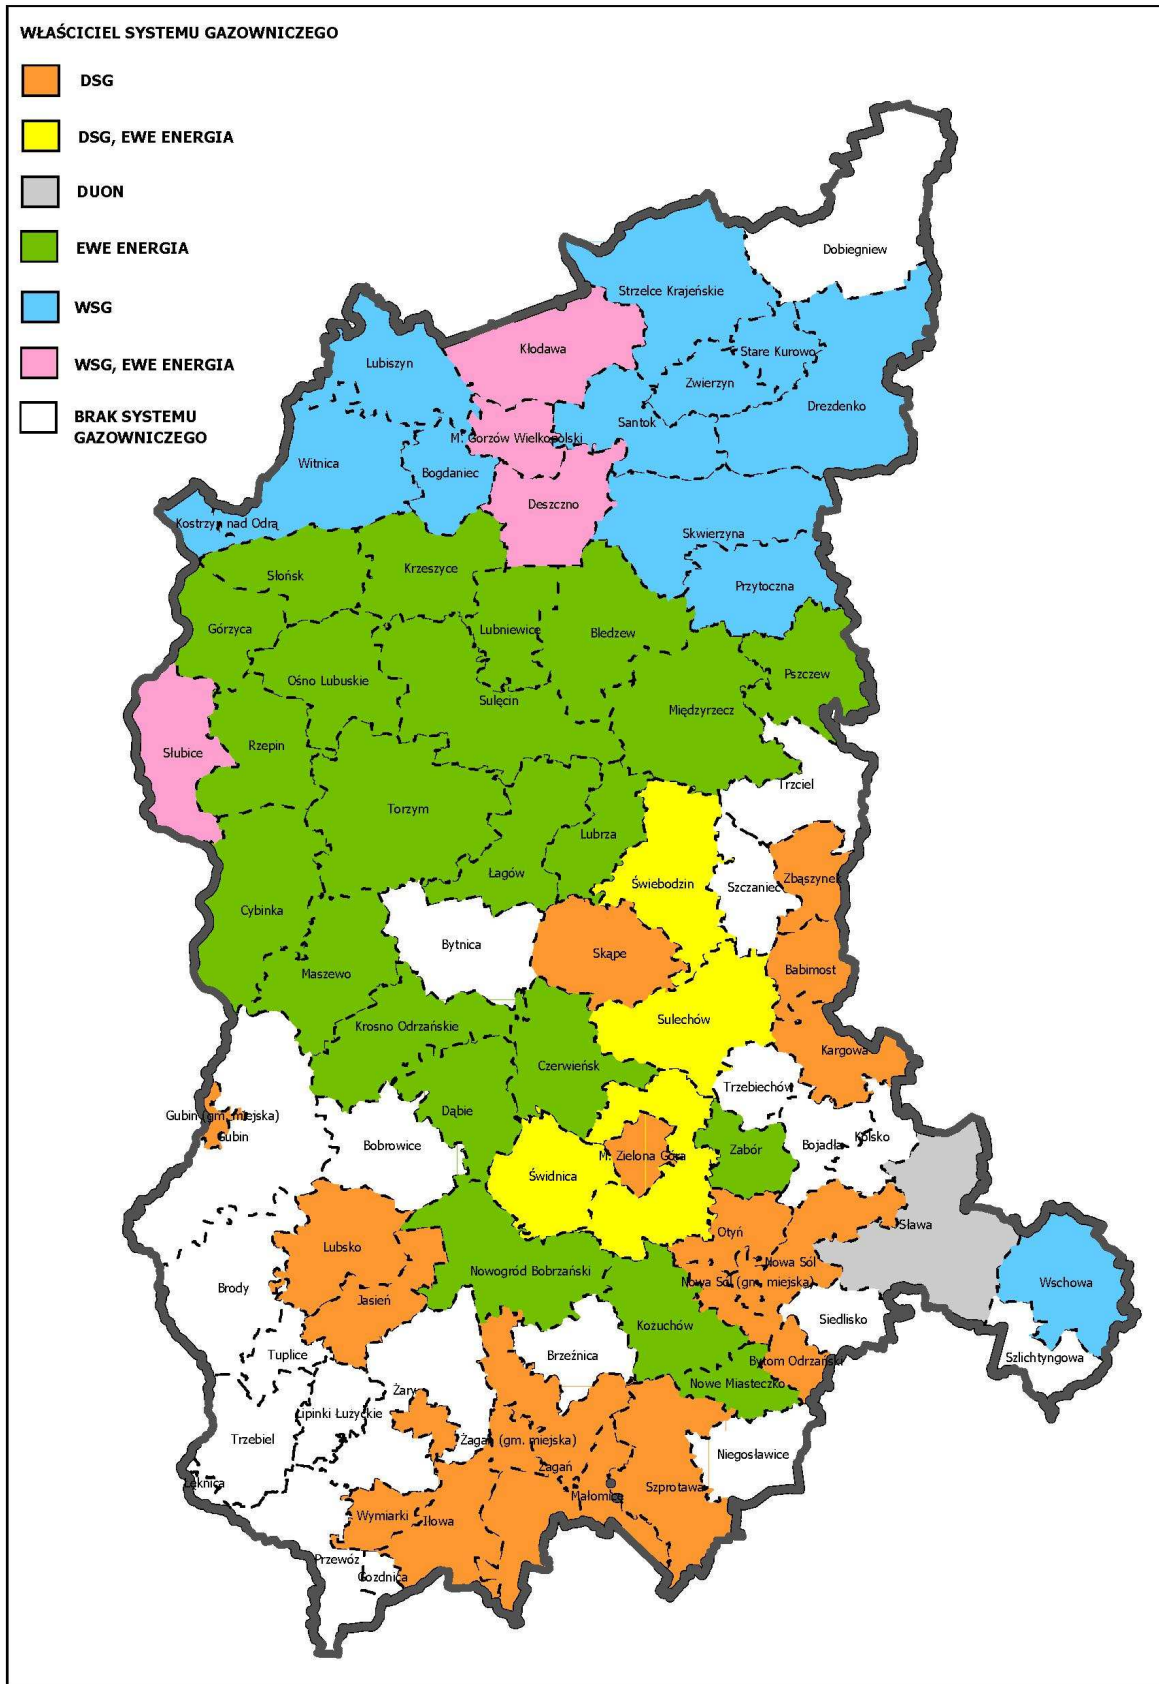 WŁAŚCICIEL SYSTEMU GAZOWNICZEGO
DSG
DSG, EWE ENERGIA
DUON
EWE ENERGIA
WSG
WSG, EWE ENERGIA
BRAK SYSTEMU
GAZOWNICZEGO
Dobiegniew
Strzelce Krajeńskie
Kłodawa
Stare Kurowo
Lubiszyn
Zwierzyn
Drezdenko
Santok
M. Gorzów Wielkopolski
Witnica
Bogdaniec
Deszczno
Kostrzyn nad Odrą
Skwierzyna
Krzeszyce
Słońsk
Przytoczna
Górzyca
Lubniewice
Bledzew
Pszczew
Ośno Lubuskie
Sulęcin
Międzyrzecz
Rzepin
Słubice
Trzciel
Torzym
Lubrza
Łagów
Świebodzin
Szczaniec
Zbąszynek
Cybinka
Bytnica
Skąpe
Babimost
Maszewo
Sulechów
Krosno Odrzańskie
Kargowa
Czerwieńsk
Trzebiechów
Dąbie
Gubin (gm. miejska)
Gubin
Bobrowice
Kolsko
Bojadła
Zabór
M. Zielona Góra
Świdnica
Sława
Otyń
Lubsko
Nowa Sól
Nowogród Bobrzański
Nowa Sól (gm. miejska)
Wschowa
Brody
Jasień
Siedlisko
Kożuchów
Tuplice
Brzeźnica
Bytom Odrzański
Szlichtyngowa
Nowe Miasteczko
Żary
Lipinki Łużyckie
Trzebiel
Żagań (gm. miejska)
Niegosławice
Żagań
Łęknica
Szprotawa
Małomice
Wymiarki
Iłowa
Przewóz
Gozdnica